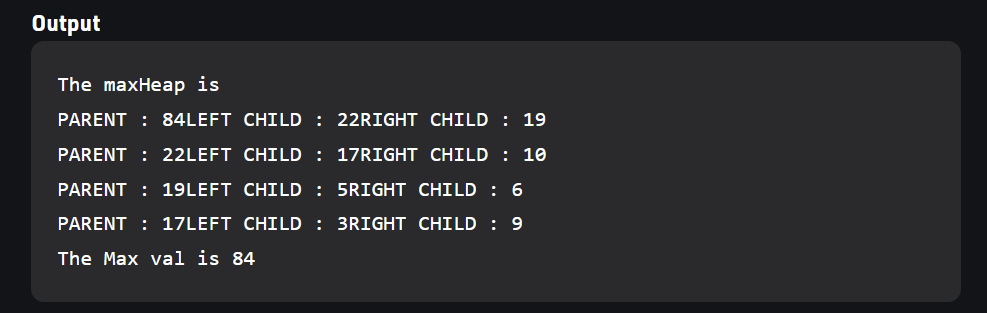 Output
The maxHeap is
PARENT : 84LEFT CHILD : 22RIGHT CHILD : 19
PARENT : 22LEFT CHILD : 17RIGHT CHILD : 10
PARENT : 19LEFT CHILD : 5RIGHT CHILD : 6
PARENT : 17LEFT CHILD : 3RIGHT CHILD : 9
The Max val is 84